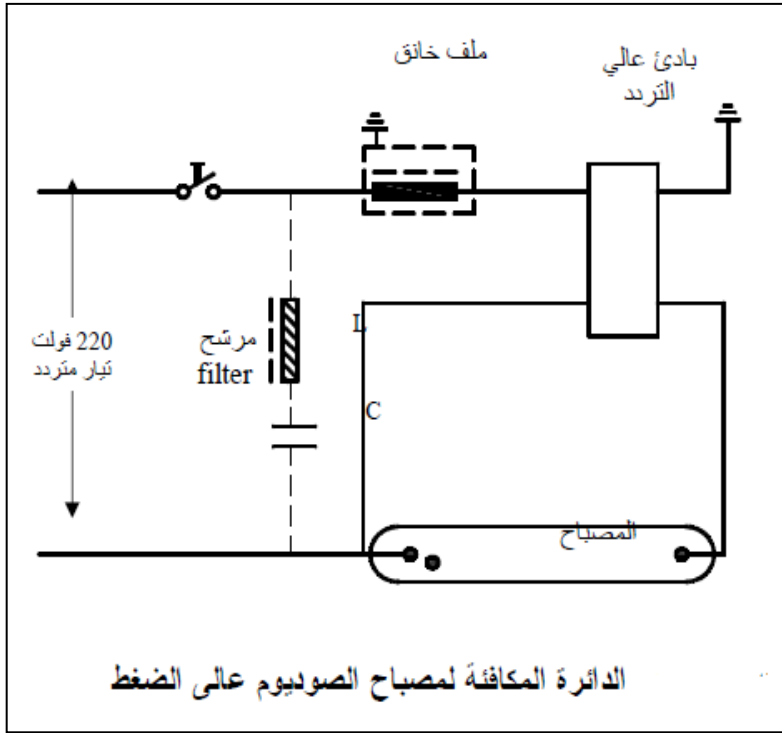 ملف خانق
بادئ عالي
التردد
220 فولت
تيار متردد
مرشح
filter
L
C
المصباح
الدائرة المكافئة لمصباح الصوديوم عالى الضغط